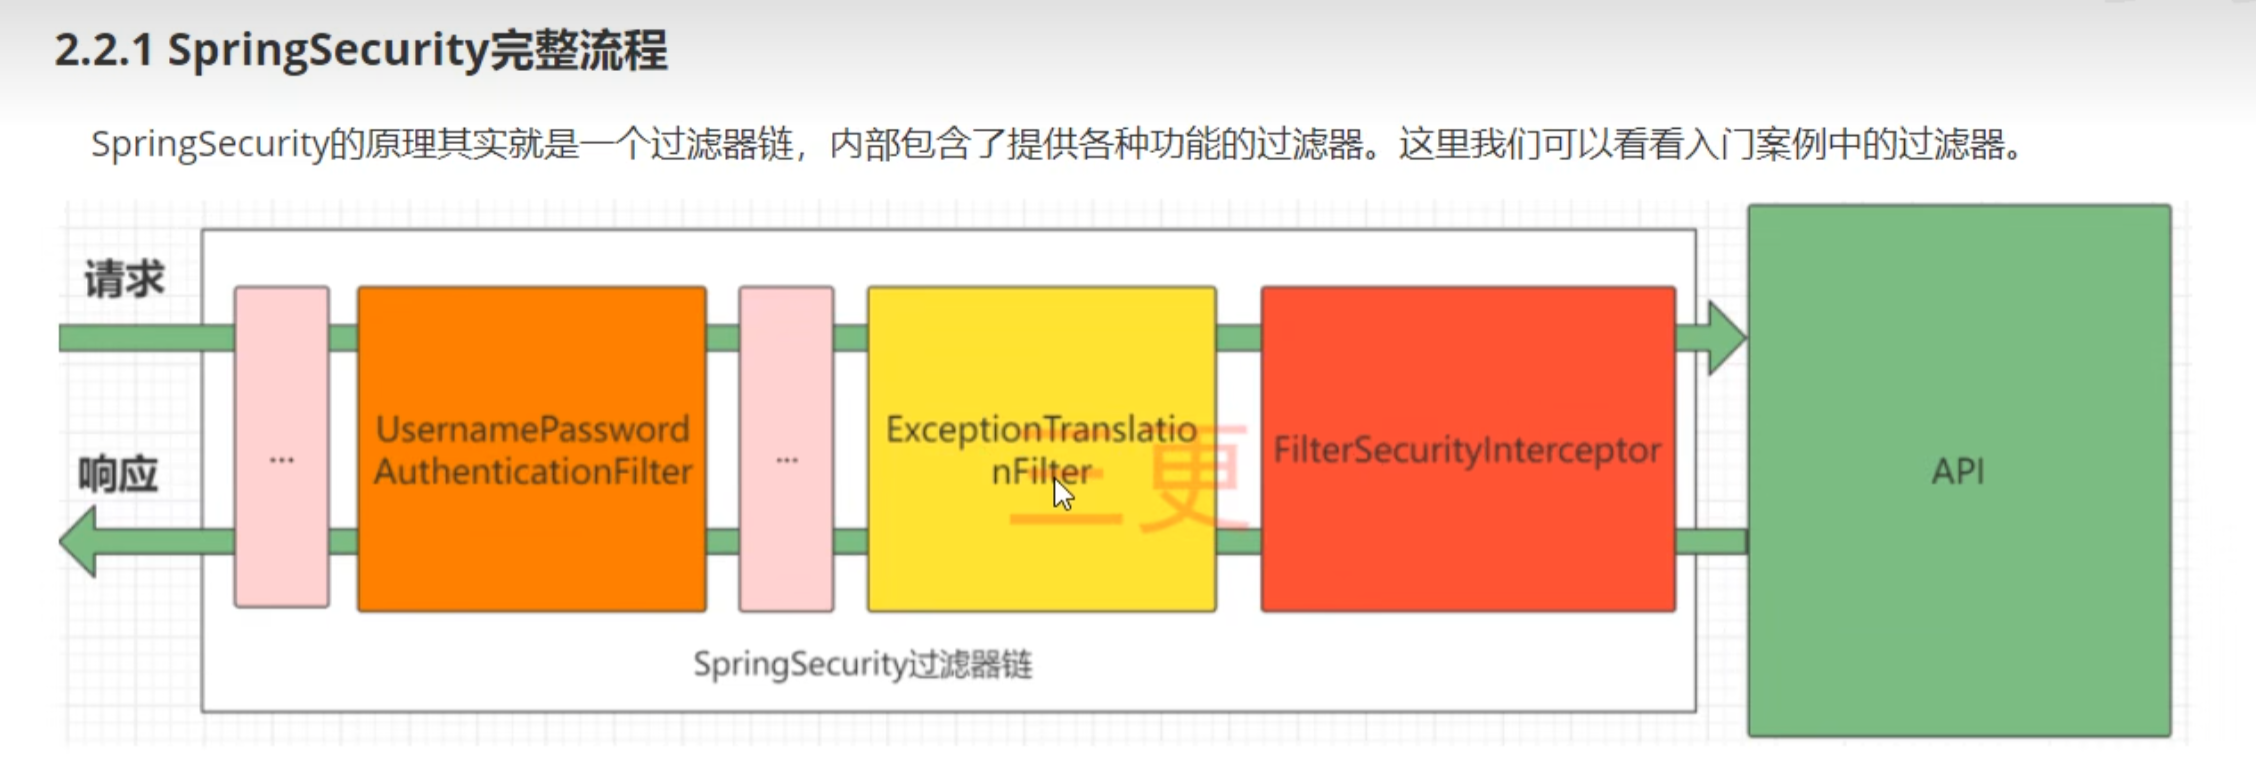 2.2.1 SpringSecurity完整流程
SpringSecurity的原理其实就是一个过滤器链，内部包含了提供各种功能的过滤器。这里我们可以看看入门案例中的过滤器。
请求
响应
...
UsernamePassword
AuthenticationFilter
...
ExceptionTranslatio
nFilter
三更
FilterSecurityInterceptor
API
SpringSecurity过滤器链